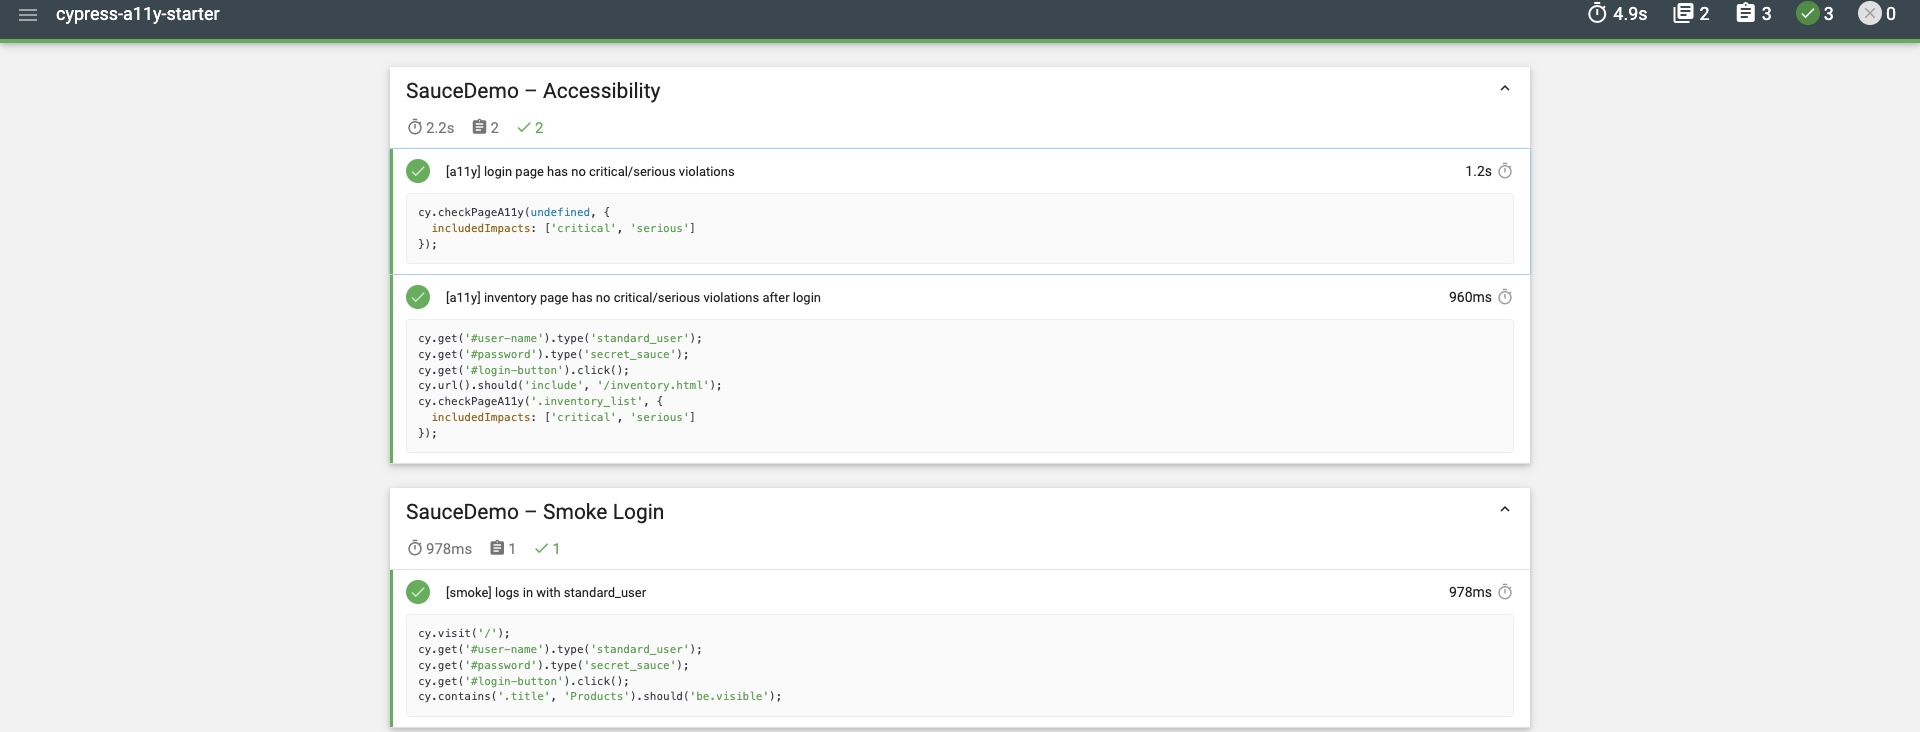 cypress-a11y-starter
4.9s 2 3 3 0
SauceDemo – Accessibility
2.2s 2 2
[a11y] login page has no critical/serious violations 1.2s
cy.checkPageA11y(undefined, {
  includedImpacts: ['critical', 'serious']
});
[a11y] inventory page has no critical/serious violations after login 960ms
cy.get('#user-name').type('standard_user');
cy.get('#password').type('secret_sauce');
cy.get('#login-button').click();
cy.url().should('include', '/inventory.html');
cy.checkPageA11y('.inventory_list', {
  includedImpacts: ['critical', 'serious']
});
SauceDemo – Smoke Login
978ms 1 1
[smoke] logs in with standard_user 978ms
cy.visit('/');
cy.get('#user-name').type('standard_user');
cy.get('#password').type('secret_sauce');
cy.get('#login-button').click();
cy.contains('.title', 'Products').should('be.visible');